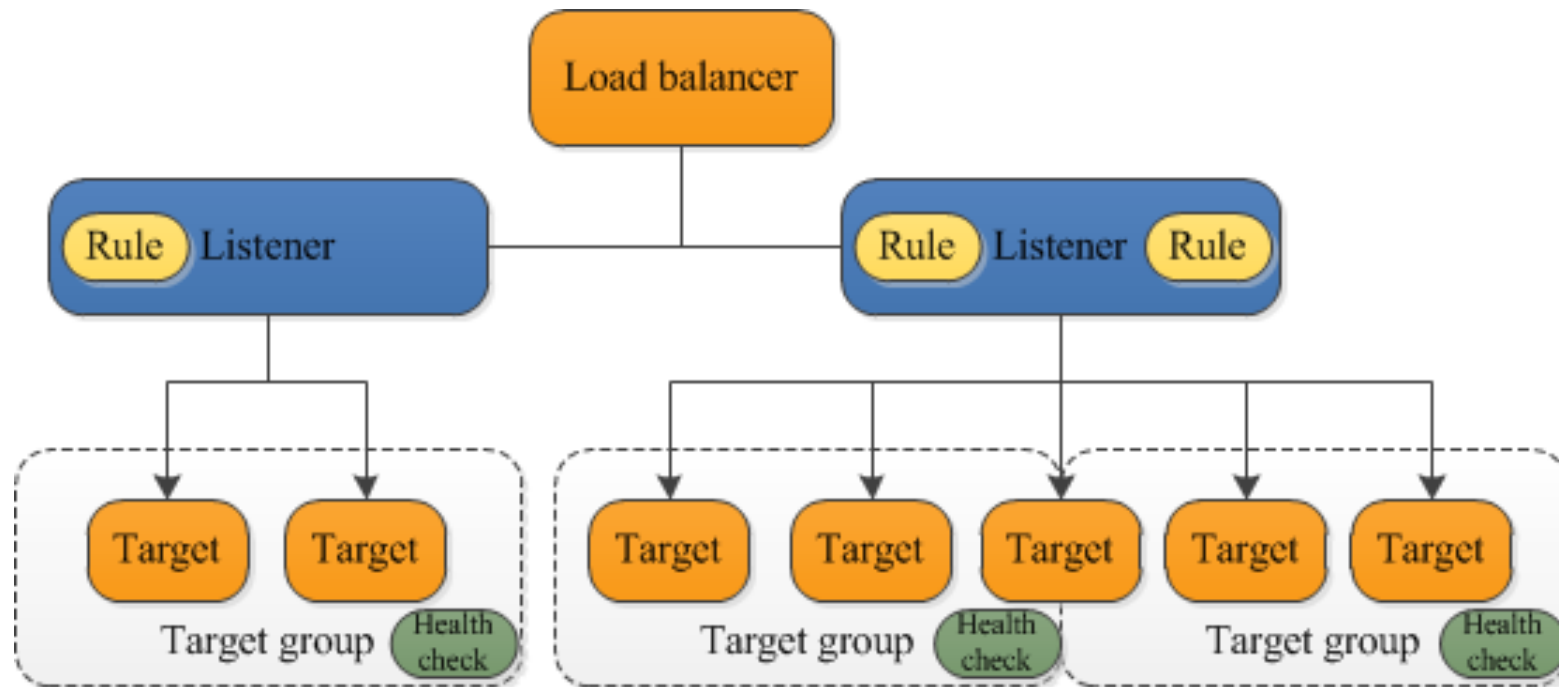 Load balancer
Rule Listener
Rule Listener Rule
Target Target
Target Target Target Target Target
Target group Health check
Target group Health check
Target group Health check